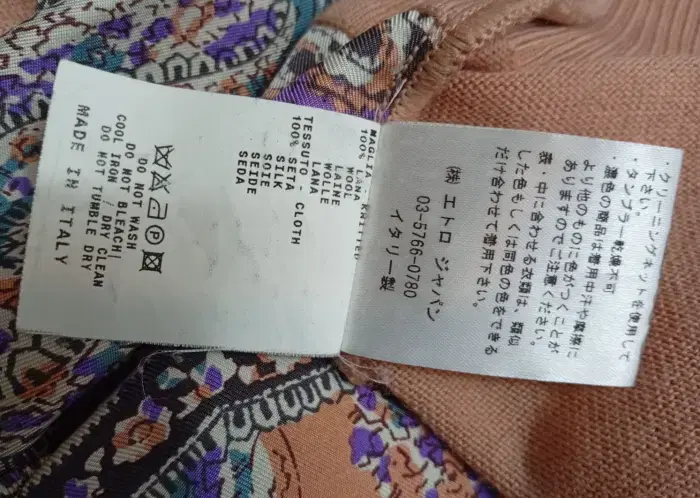 MAGLIA - KNITTED
100% LANA
WOOL
LAINE
WOLLE
LANA
TESSUTO - CLOTH
100% SETA
SILK
SOIE
SEIDE
SEDA
DO NOT WASH
DO NOT BLEACH
COOL IRON / DRY CLEAN
DO NOT TUMBLE DRY
MADE IN ITALY
・クリーニングネットを使用して
下さい。
・タンブラー乾燥不可
・濃色の商品は着用中汗や摩擦に
より他のものに色がつくことが
ありますのでご注意ください。
表・中に合わせる衣類は、類似
した色もしくは同色の色をできる
だけ合わせて着用下さい。
㈱ エトロ ジャパン
03-5766-0780
イタリー製